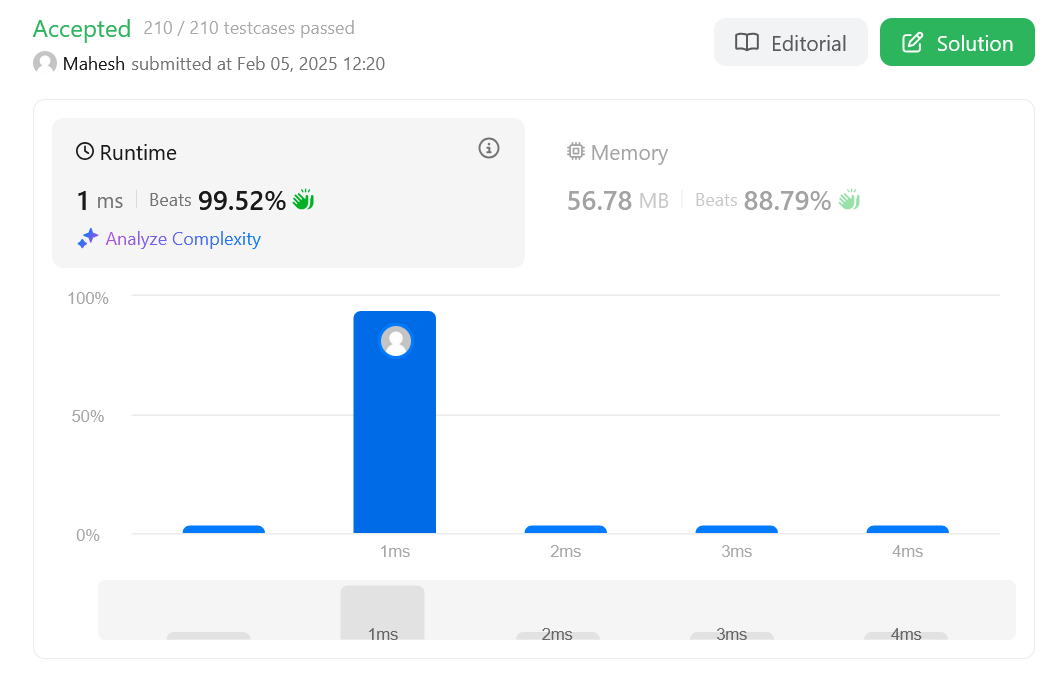 Accepted 210 / 210 testcases passed
Mahesh submitted at Feb 05, 2025 12:20
Editorial
Solution
Runtime
1 ms Beats 99.52%
Analyze Complexity
Memory
56.78 MB Beats 88.79%
100%
50%
0%
1ms 2ms 3ms 4ms
1ms 2ms 3ms 4ms